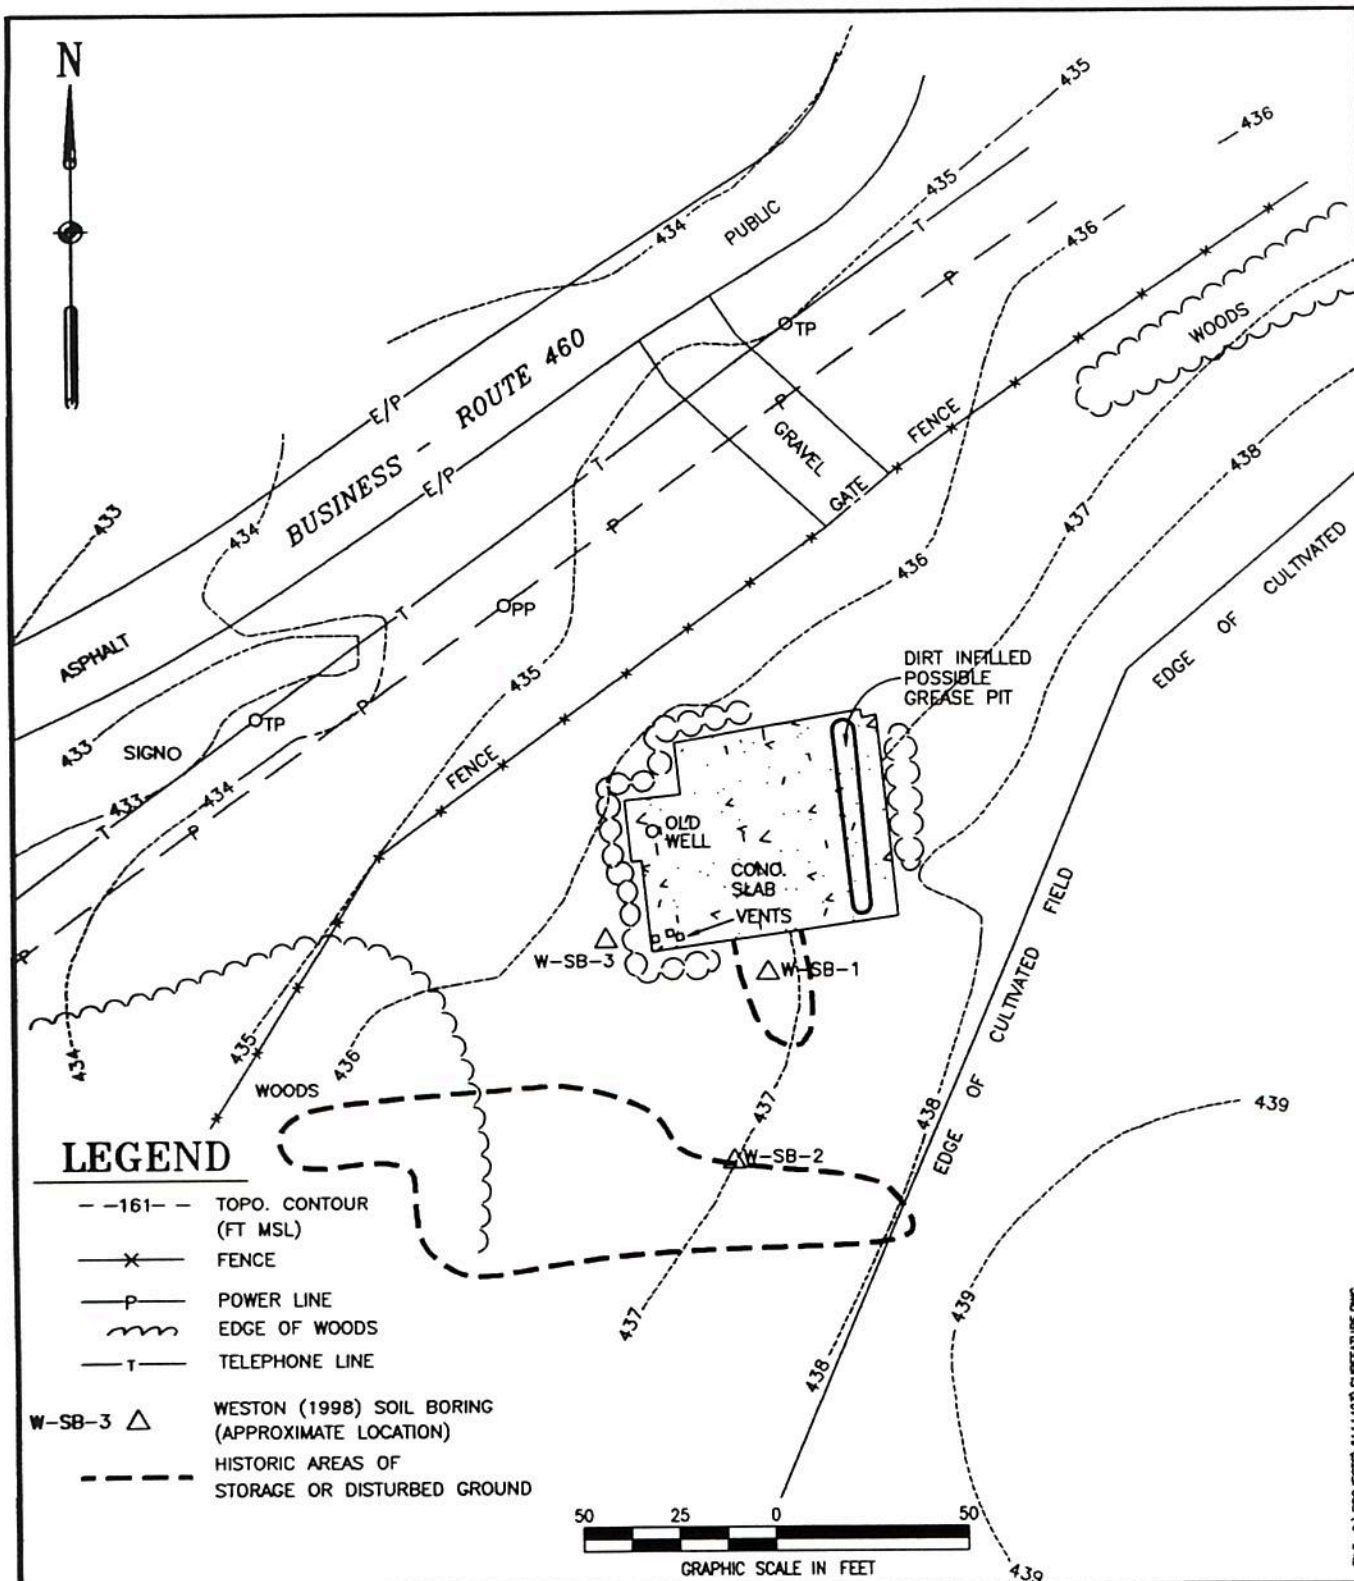 N
435
436
435
436
434
PUBLIC
T
P
TP
WOODS
BUSINESS - ROUTE 460
E/P
E/P
P
GRAVEL
FENCE
GATE
T
P
438
437
433
434
436
ASPHALT
T
PP
435
EDGE OF CULTIVATED
DIRT INFILLED
POSSIBLE
GREASE PIT
TP
P
433
SIGNO
FENCE
434
433
T
P
OLD
WELL
CONC.
SLAB
VENTS
P
W-SB-3
W-SB-1
EDGE OF CULTIVATED FIELD
434
435
436
WOODS
437
438
439
W-SB-2
437
438
439
439
LEGEND
- -161- - TOPO. CONTOUR
(FT MSL)
FENCE
P POWER LINE
EDGE OF WOODS
T TELEPHONE LINE
W-SB-3 WESTON (1998) SOIL BORING
(APPROXIMATE LOCATION)
HISTORIC AREAS OF
STORAGE OR DISTURBED GROUND
50 25 0 50
GRAPHIC SCALE IN FEET